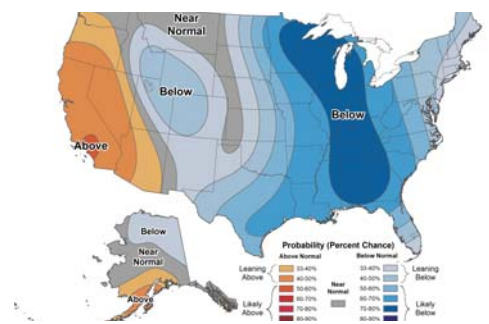 Near
Normal
Below
Above
Below
Below
Near
Normal
Above
Probability (Percent Chance)
Above Normal
Below Normal
Leaning
Above
33-40%
40-50%
Near
Normal
33-40%
40-50%
Leaning
Below
Likely
Above
50-60%
60-70%
70-80%
80-90%
50-60%
60-70%
70-80%
80-90%
Likely
Below